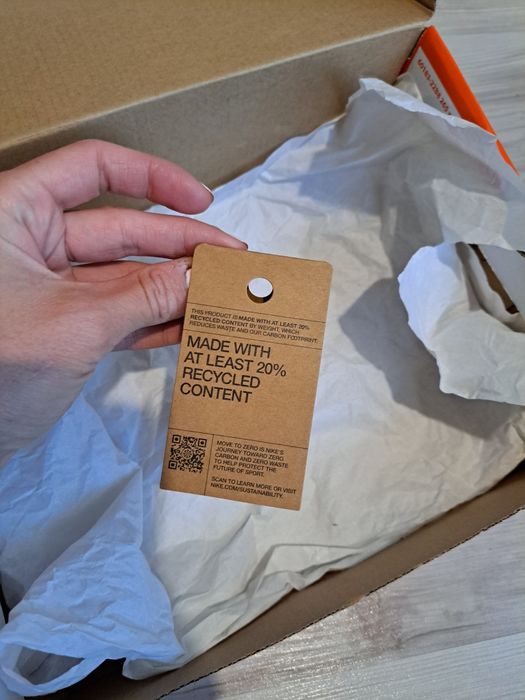 THIS PRODUCT IS MADE WITH AT LEAST 20%
RECYCLED CONTENT BY WEIGHT, WHICH
REDUCES WASTE AND OUR CARBON FOOTPRINT.
MADE WITH
AT LEAST 20%
RECYCLED
CONTENT
MOVE TO ZERO IS NIKE'S
JOURNEY TOWARD ZERO
CARBON AND ZERO WASTE
TO HELP PROTECT THE
FUTURE OF SPORT.
SCAN TO LEARN MORE OR VISIT
NIKE.COM/SUSTAINABILITY.